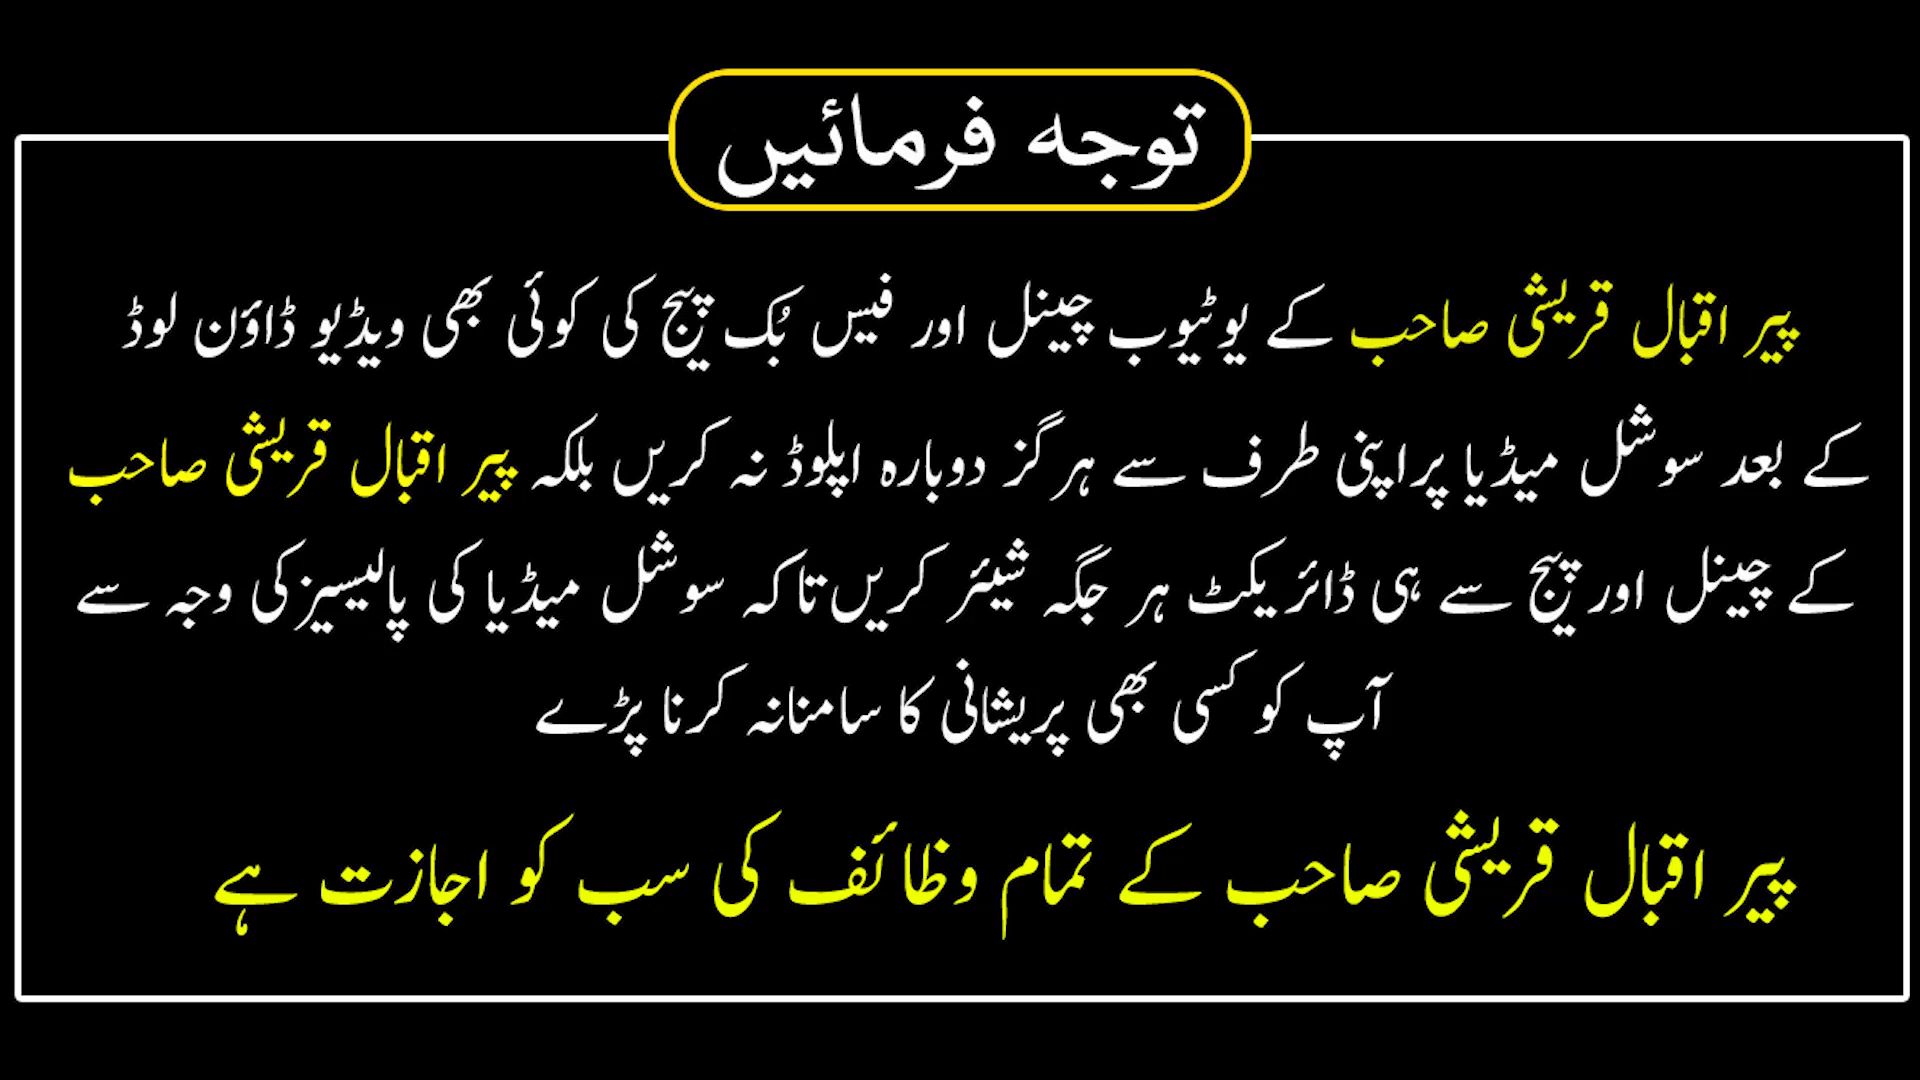 توجہ فرمائیں
پیر اقبال قریشی صاحب کے یوٹیوب چینل اور فیس بُک پیج کی کوئی بھی ویڈیو ڈاؤن لوڈ
کے بعد سوشل میڈیا پر اپنی طرف سے ہرگز دوبارہ اپلوڈ نہ کریں بلکہ پیر اقبال قریشی صاحب
کے چینل اور پیج سے ہی ڈائریکٹ ہر جگہ شیئر کریں تاکہ سوشل میڈیا کی پالیسیز کی وجہ سے
آپ کو کسی بھی پریشانی کا سامنانہ کرنا پڑے
پیر اقبال قریشی صاحب کے تمام وظائف کی سب کو اجازت ہے